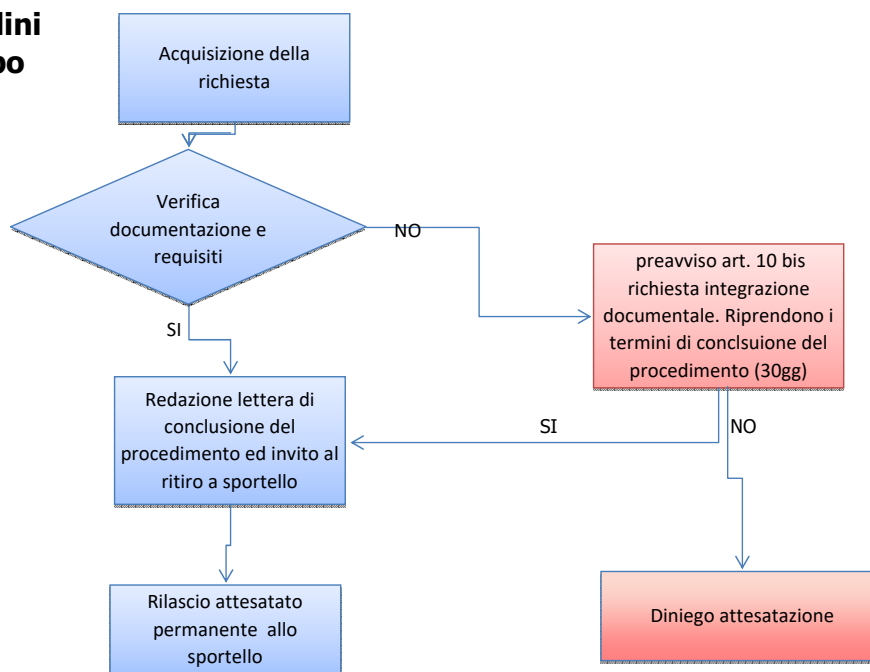 dini
po
Acquisizione della
richiesta
Verifica
documentazione e
requisiti
NO
preavviso art. 10 bis
richiesta integrazione
documentale. Riprendono i
termini di conclsuione del
procedimento (30gg)
SI
Redazione lettera di
conclusione del
procedimento ed invito al
ritiro a sportello
SI
NO
Rilascio attesatato
permanente allo
sportello
Diniego attesatazione